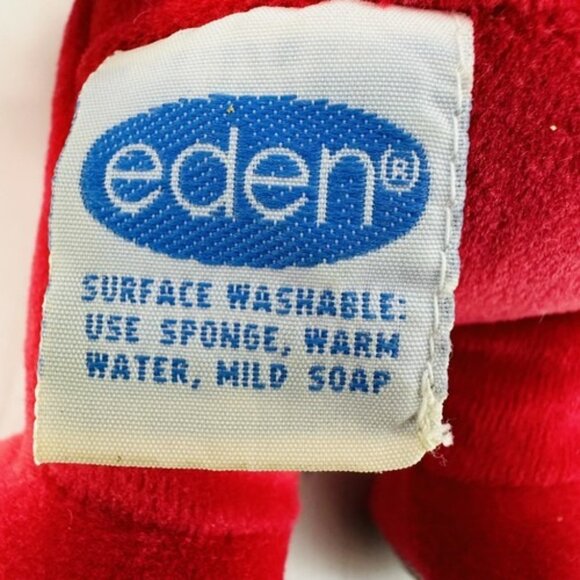 eden®
SURFACE WASHABLE:
USE SPONGE, WARM
WATER, MILD SOAP